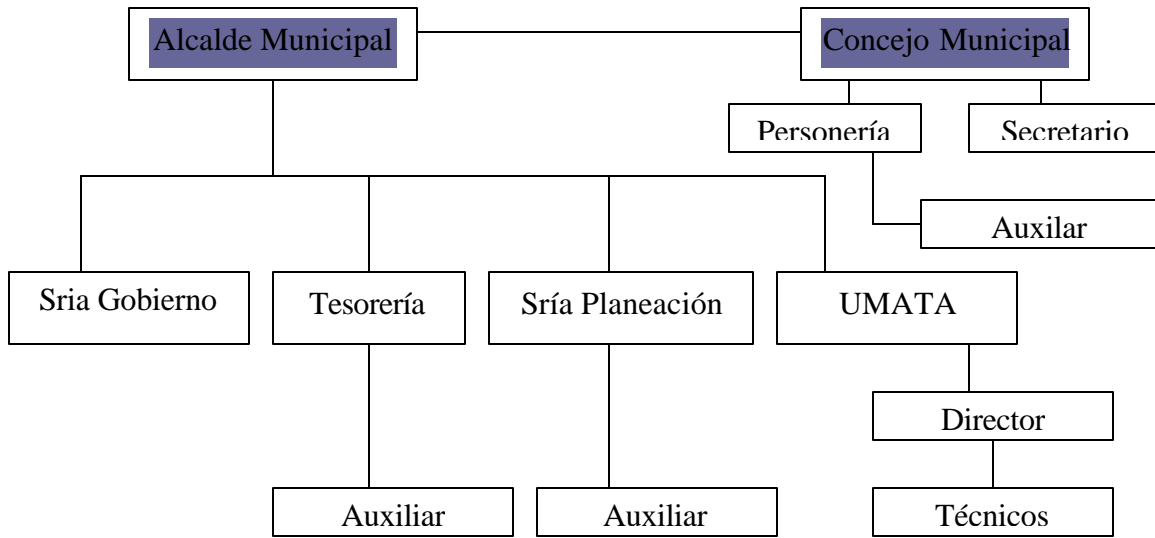 Alcalde Municipal
Concejo Municipal
Personería
Secretario
Auxilar
Sria Gobierno
Tesorería
Sría Planeación
UMATA
Director
Auxiliar
Auxiliar
Técnicos